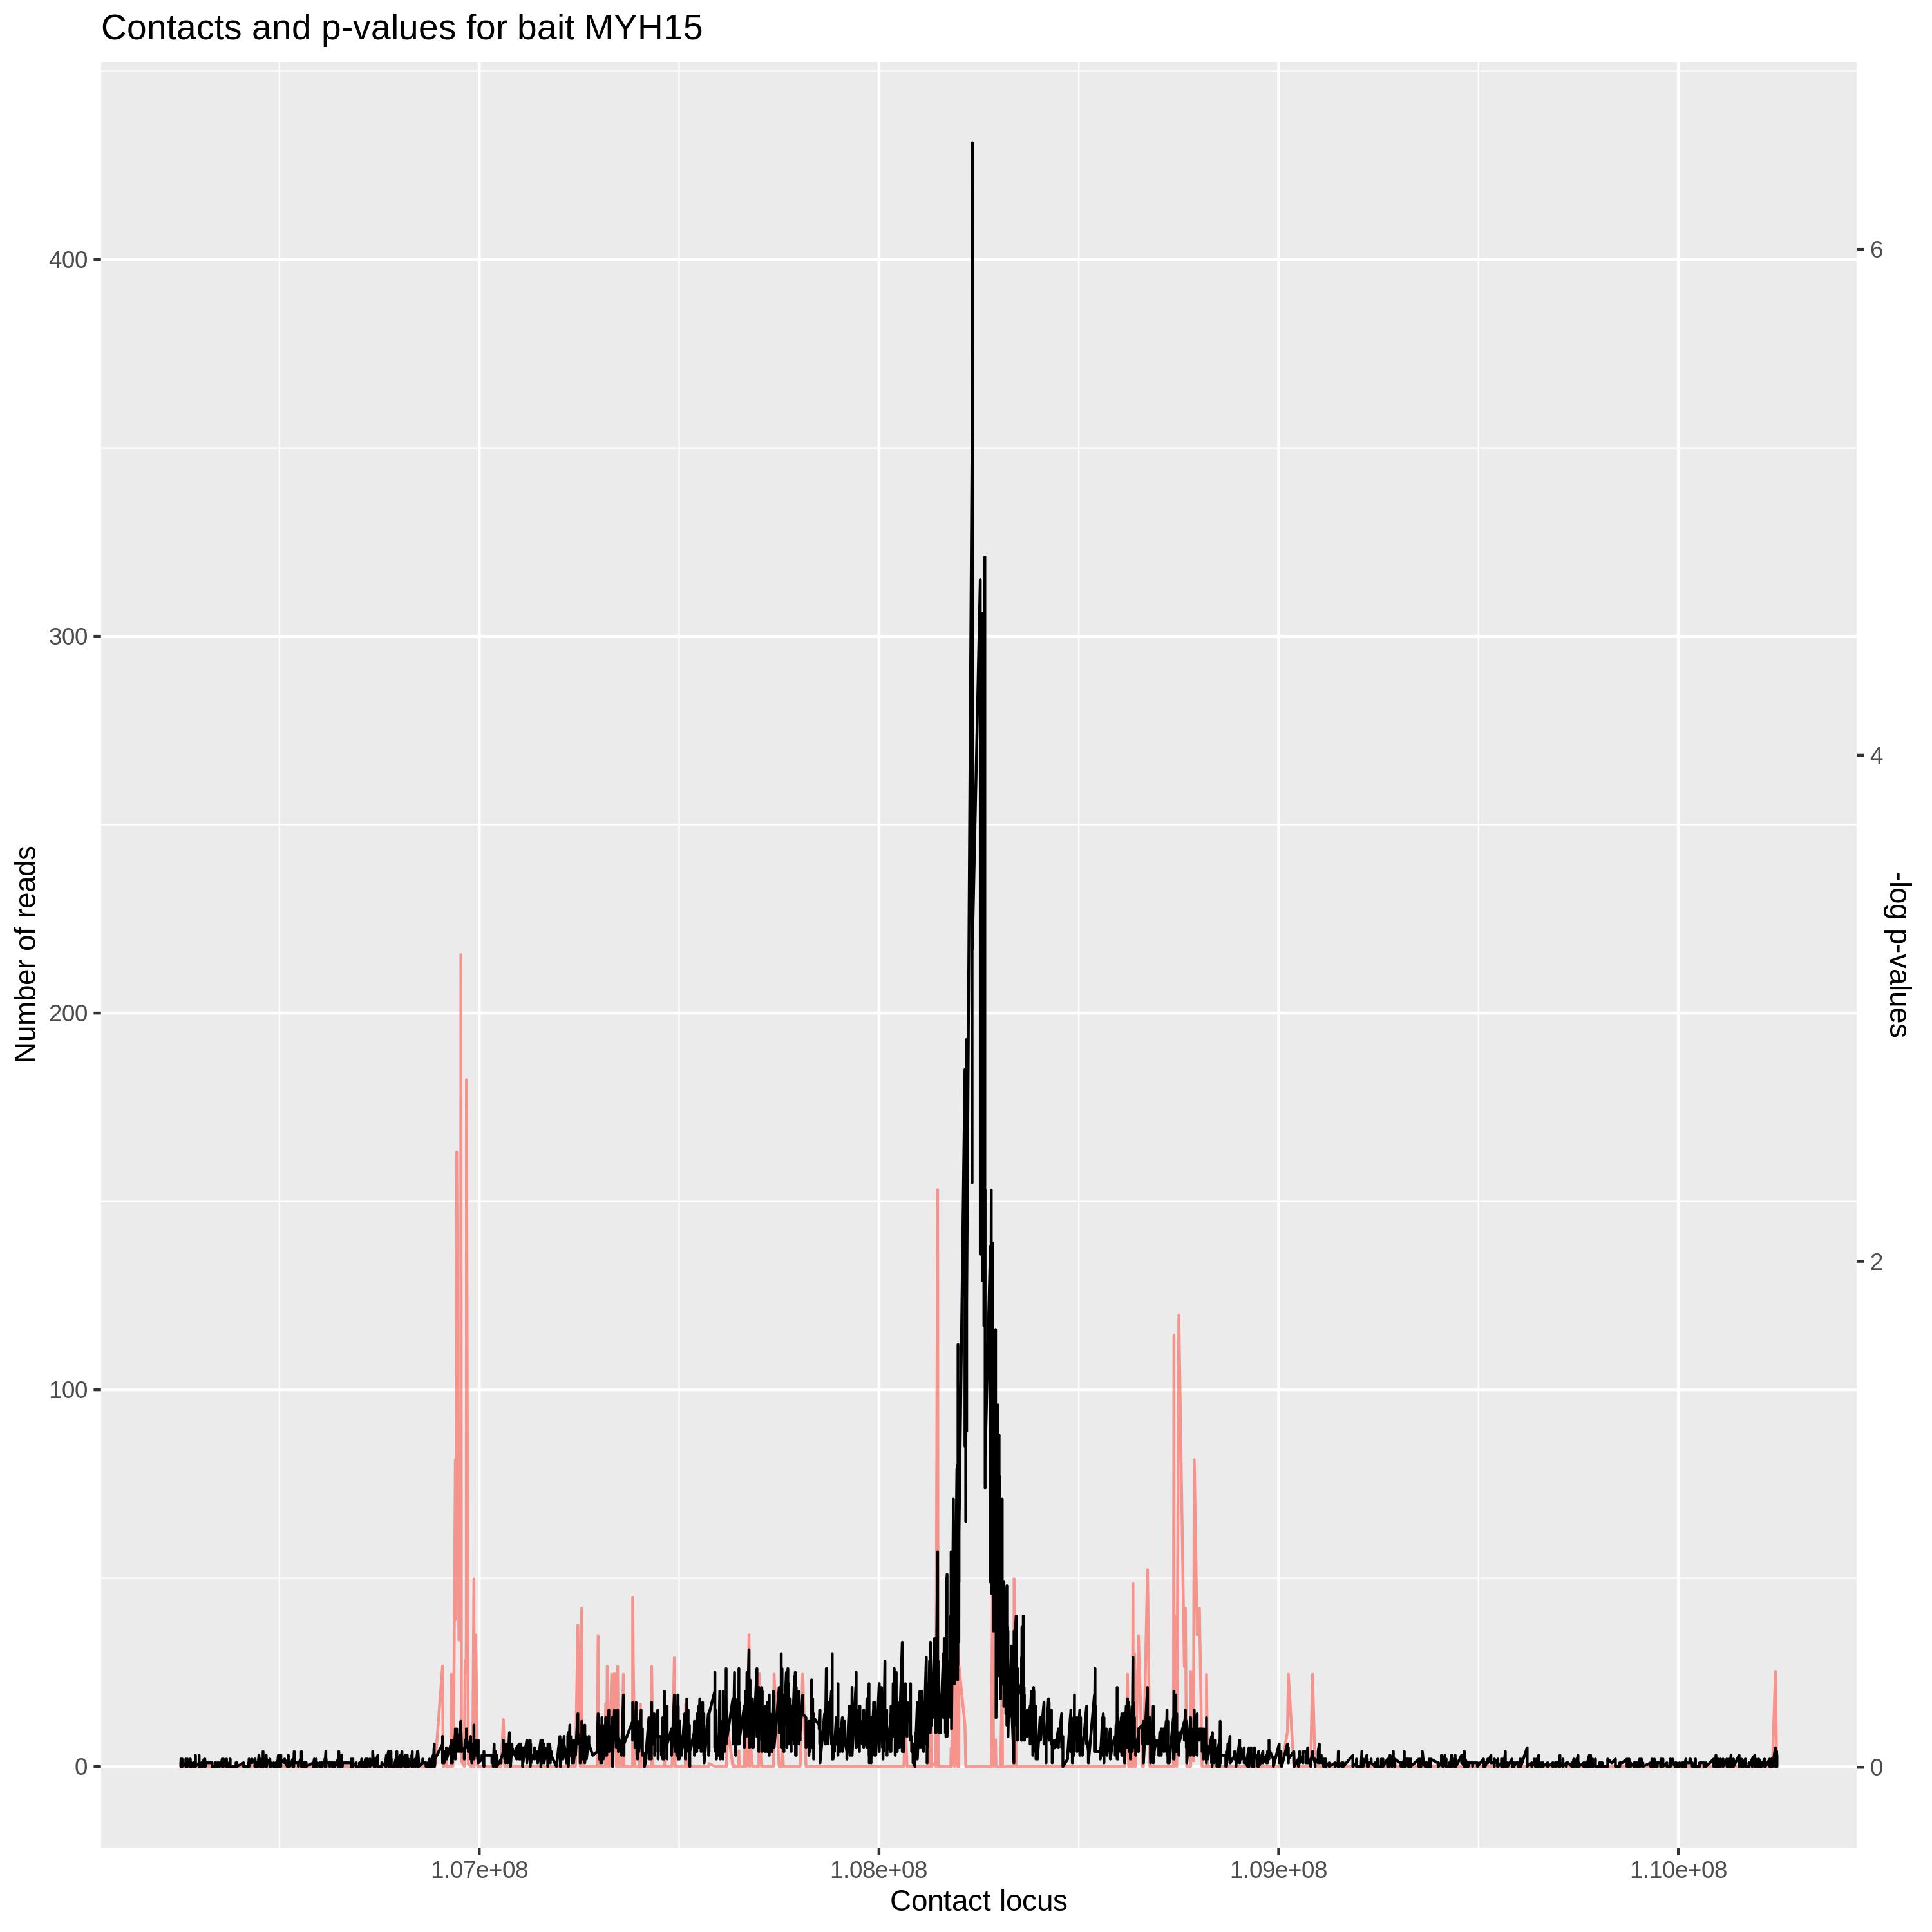 Contacts and p-values for bait MYH15
400
300
200
100
0
Number of reads
6
4
2
0
-log p-values
1.07e+08
1.08e+08
1.09e+08
1.10e+08
Contact locus